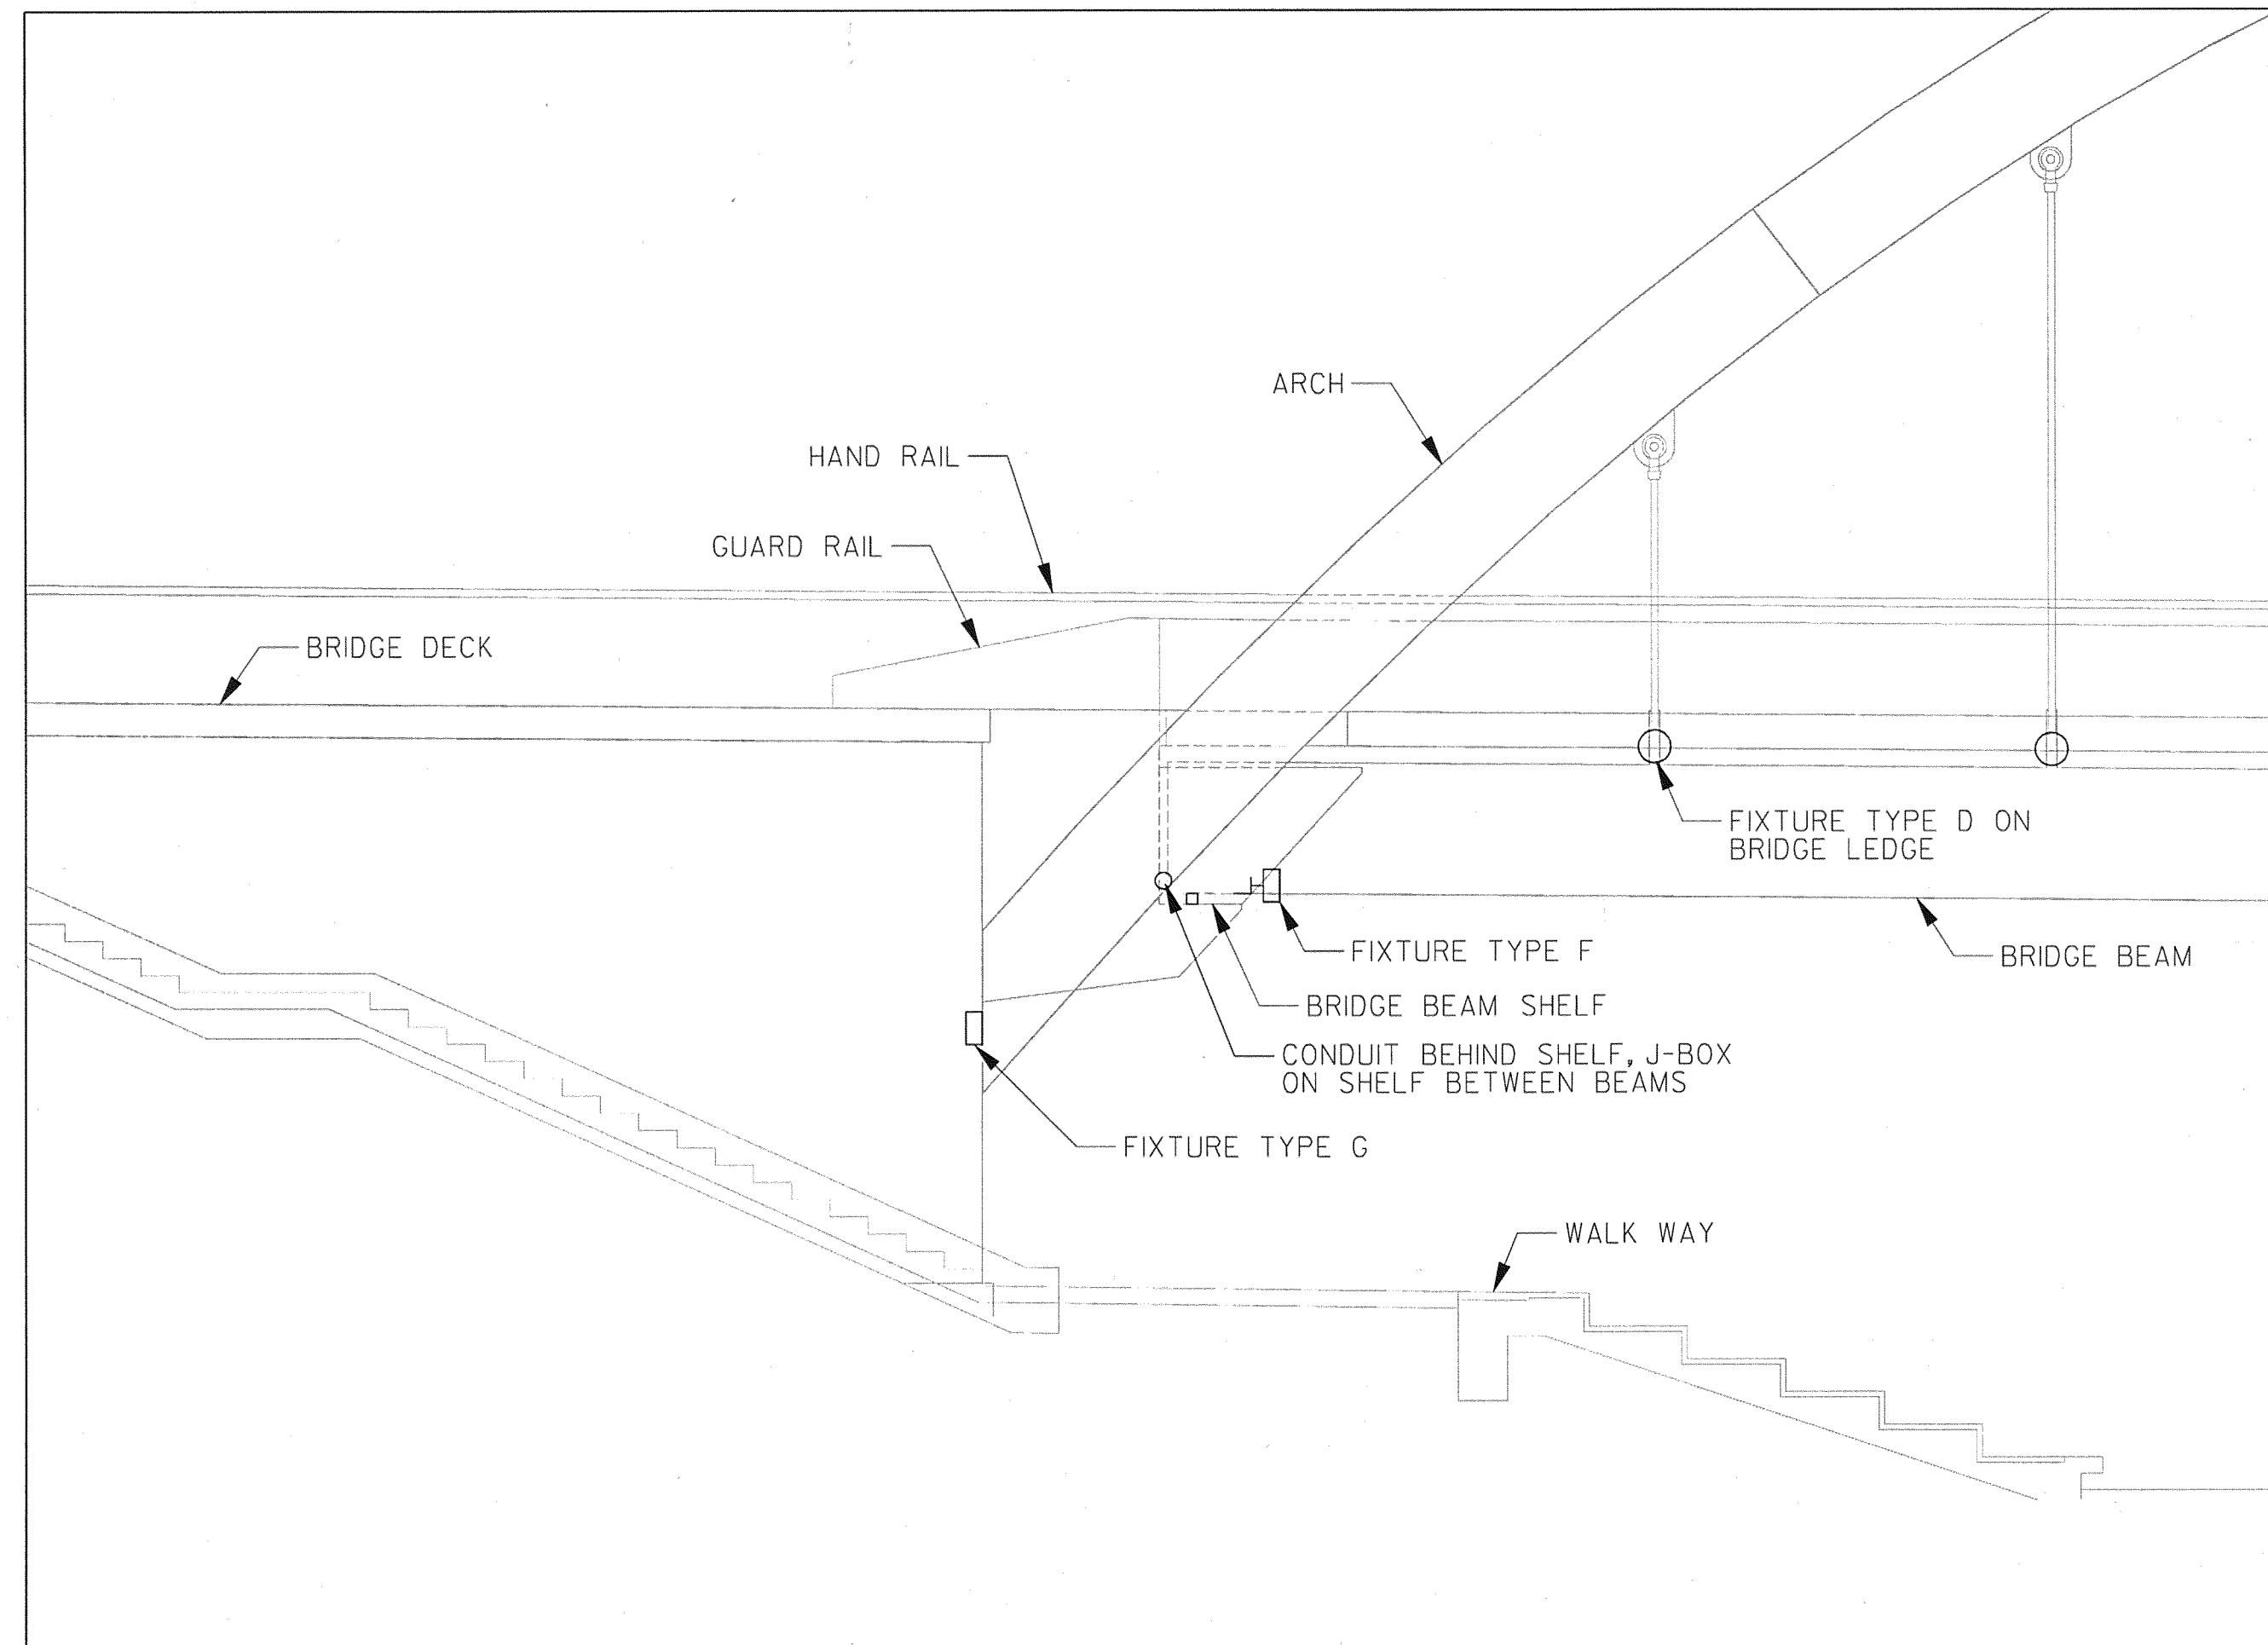 ARCH
HAND RAIL
GUARD RAIL
BRIDGE DECK
FIXTURE TYPE D ON
BRIDGE LEDGE
FIXTURE TYPE F
BRIDGE BEAM
BRIDGE BEAM SHELF
CONDUIT BEHIND SHELF, J-BOX
ON SHELF BETWEEN BEAMS
FIXTURE TYPE G
WALK WAY